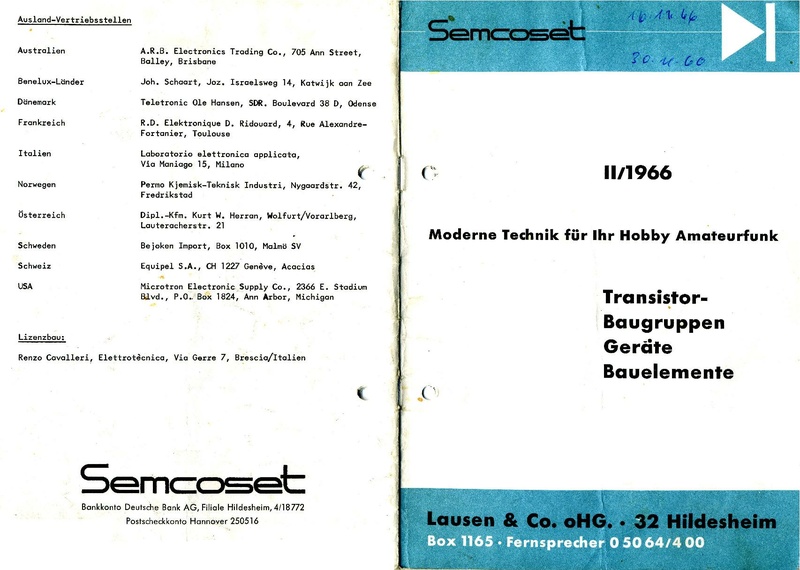 Ausland-Vertriebsstellen
Australien A.R.B. Electronics Trading Co., 705 Ann Street,
Balley, Brisbane
Benelux-Länder Joh. Schaart, Joz. Israelsweg 14, Katwijk aan Zee
Dänemark Teletronic Ole Hansen, SDR. Boulevard 38 D, Odense
Frankreich R.D. Elektronique D. Ridouard, 4, Rue Alexandre-
Fortanier, Toulouse
Italien Laboratorio elettronica applicata,
Via Maniago 15, Milano
Norwegen Permo Kjemisk-Teknisk Industri, Nygaardstr. 42,
Fredrikstad
Österreich Dipl.-Kfm. Kurt W. Herran, Wolfurt/Vorarlberg,
Lauteracherstr. 21
Schweden Bejoken Import, Box 1010, Malmö SV
Schweiz Equipel S.A., CH 1227 Genève, Acacias
USA Microtron Electronic Supply Co., 2366 E. Stadium
Blvd., P.O. Box 1824, Ann Arbor, Michigan
Lizenzbau:
Renzo Cavalleri, Elettrotècnica, Via Gerre 7, Brescia/Italien
Semcoset
Bankkonto Deutsche Bank AG, Filiale Hildesheim, 4/18772
Postscheckkonto Hannover 250516
Semcoset
II/1966
Moderne Technik für Ihr Hobby Amateurfunk
Transistor-
Baugruppen
Geräte
Bauelemente
Lausen & Co. oHG. · 32 Hildesheim
Box 1165 · Fernsprecher 0 50 64/4 00